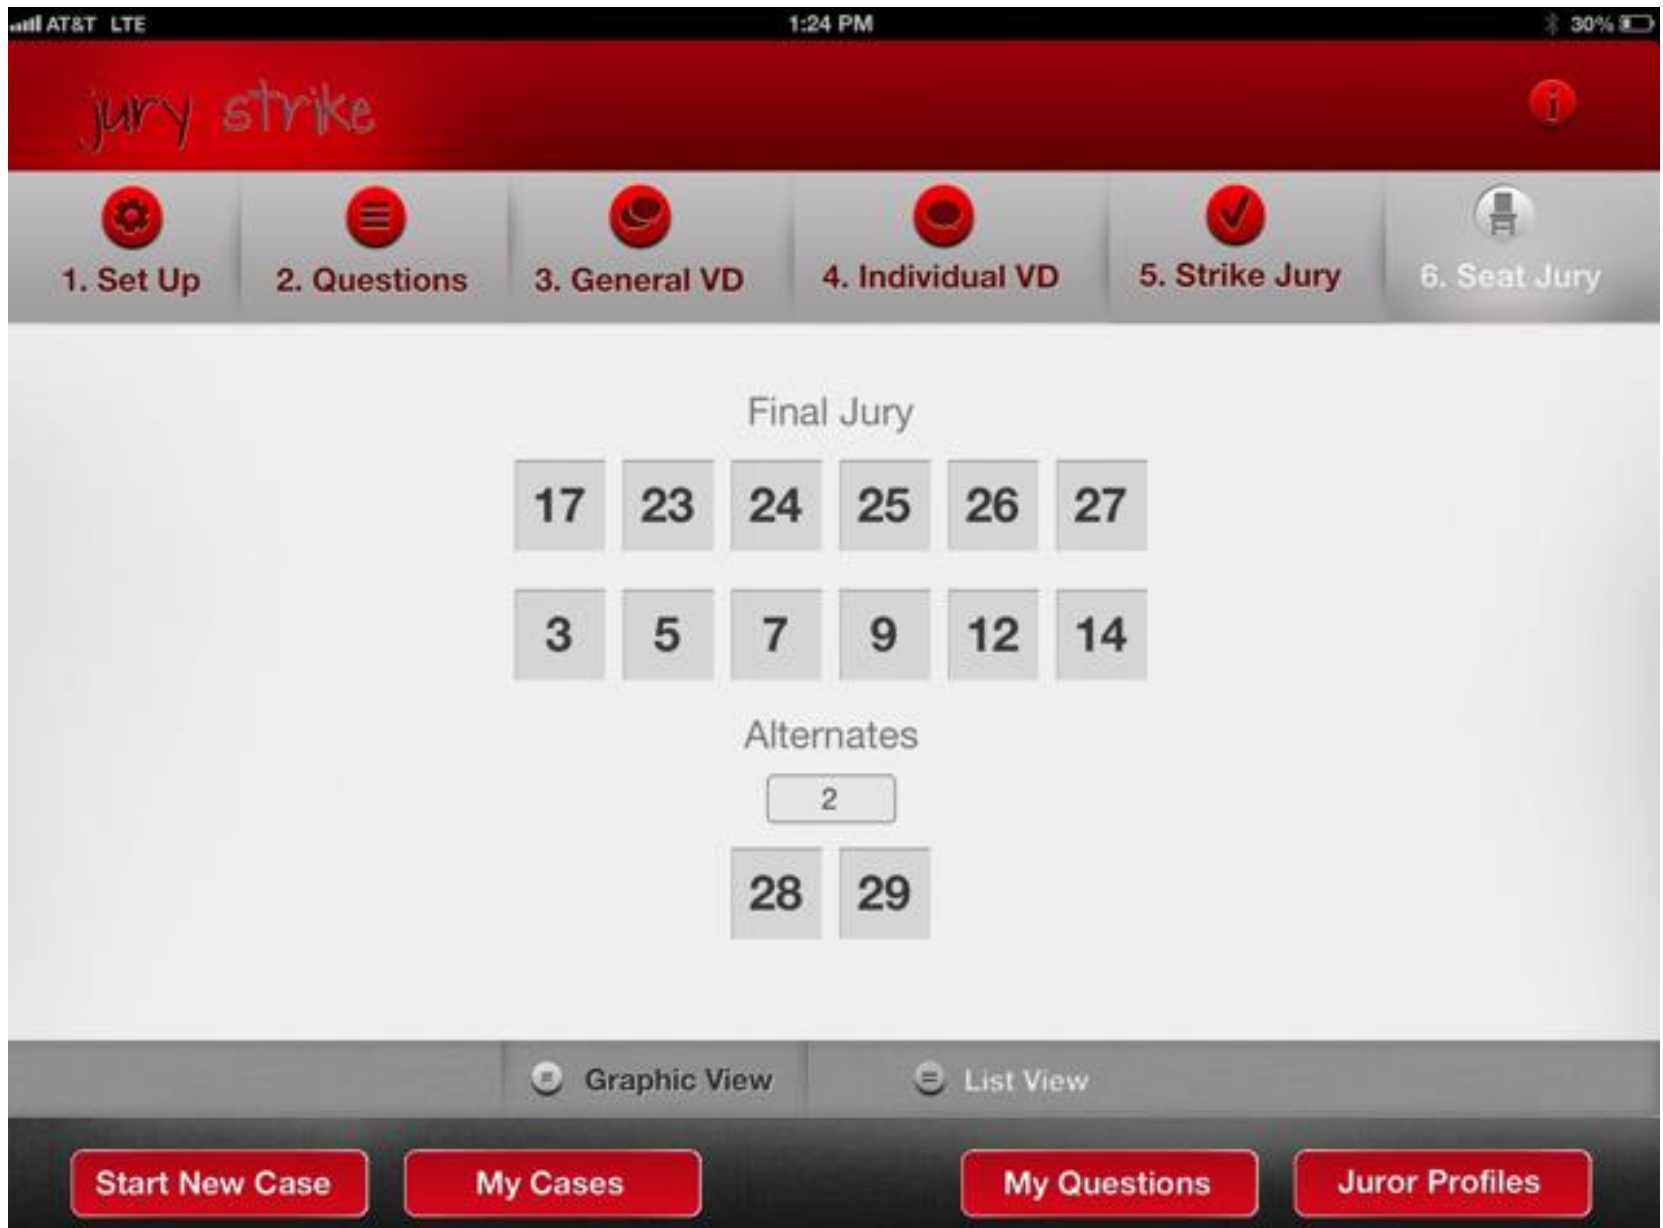 AT&T LTE 1:24 PM 30%
jury strike i
1. Set Up 2. Questions 3. General VD 4. Individual VD 5. Strike Jury 6. Seat Jury
Final Jury
17 23 24 25 26 27
3 5 7 9 12 14
Alternates
2
28 29
Graphic View List View
Start New Case My Cases My Questions Juror Profiles